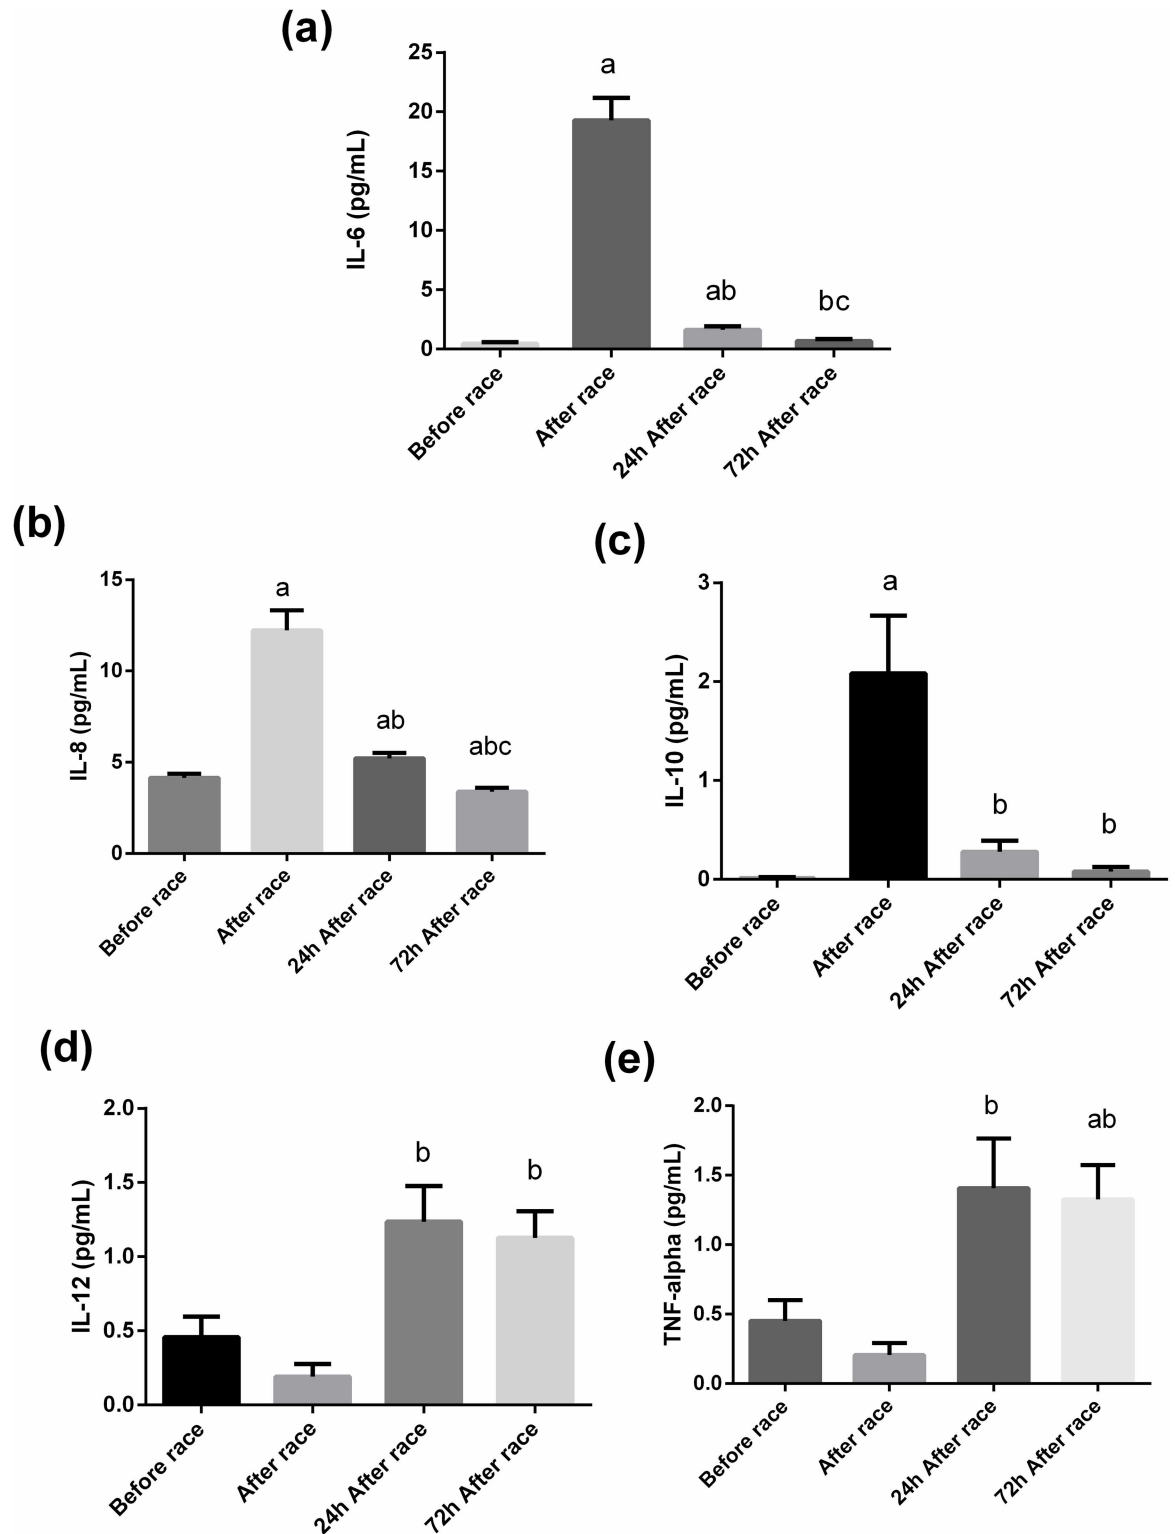 (a)
25
20
15
10
5
0
IL-6 (pg/mL)
a
ab
bc
Before race
After race
24h After race
72h After race
(b)
15
10
5
0
IL-8 (pg/mL)
a
ab
abc
Before race
After race
24h After race
72h After race
(c)
3
2
1
0
IL-10 (pg/mL)
a
b
b
Before race
After race
24h After race
72h After race
(d)
2.0
1.5
1.0
0.5
0.0
IL-12 (pg/mL)
b
b
Before race
After race
24h After race
72h After race
(e)
2.0
1.5
1.0
0.5
0.0
TNF-alpha (pg/mL)
b
ab
Before race
After race
24h After race
72h After race